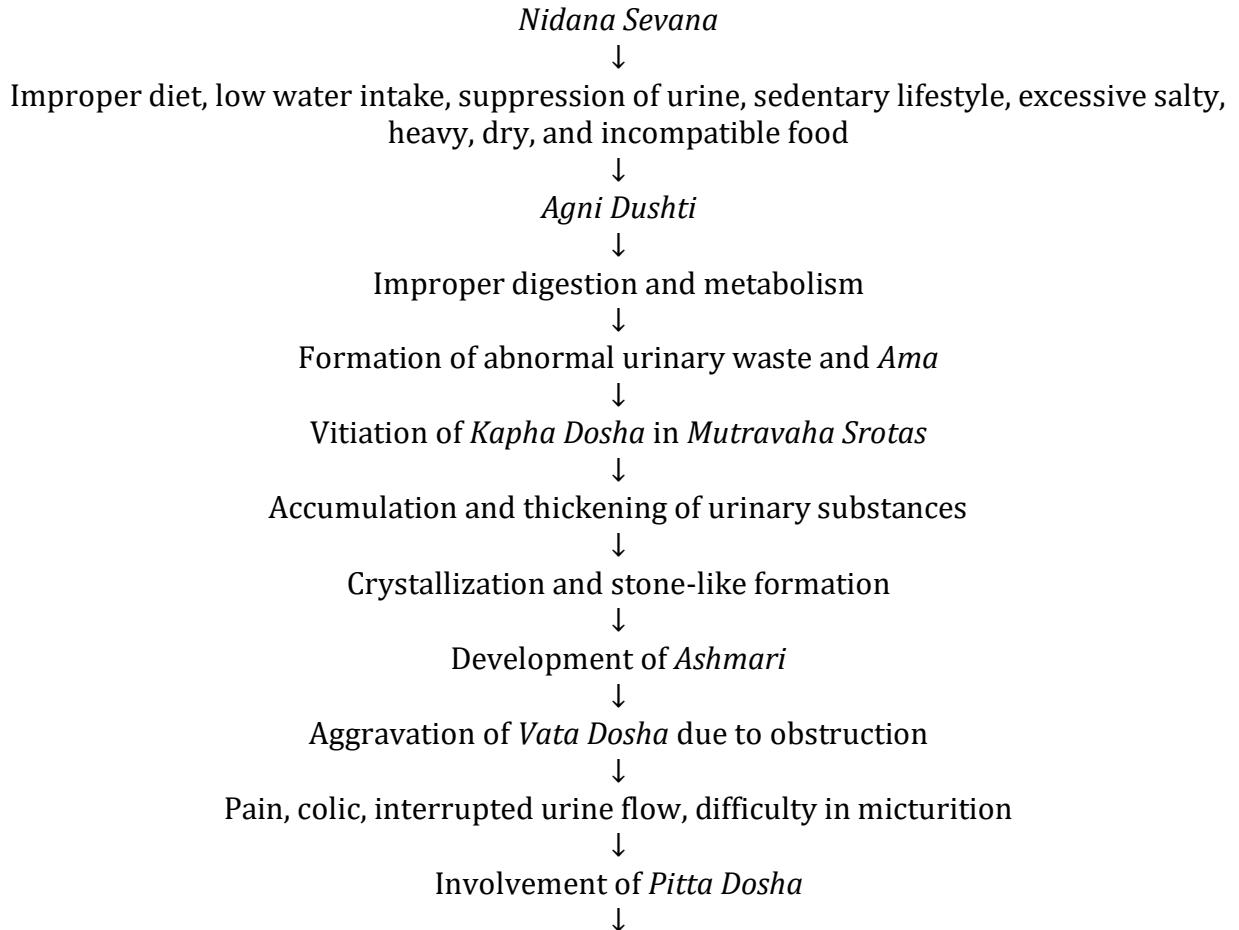 Nidana Sevana
↓
Improper diet, low water intake, suppression of urine, sedentary lifestyle, excessive salty,
heavy, dry, and incompatible food
↓
Agni Dushti
↓
Improper digestion and metabolism
↓
Formation of abnormal urinary waste and Ama
↓
Vitiation of Kapha Dosha in Mutravaha Srotas
↓
Accumulation and thickening of urinary substances
↓
Crystallization and stone-like formation
↓
Development of Ashmari
↓
Aggravation of Vata Dosha due to obstruction
↓
Pain, colic, interrupted urine flow, difficulty in micturition
↓
Involvement of Pitta Dosha
↓